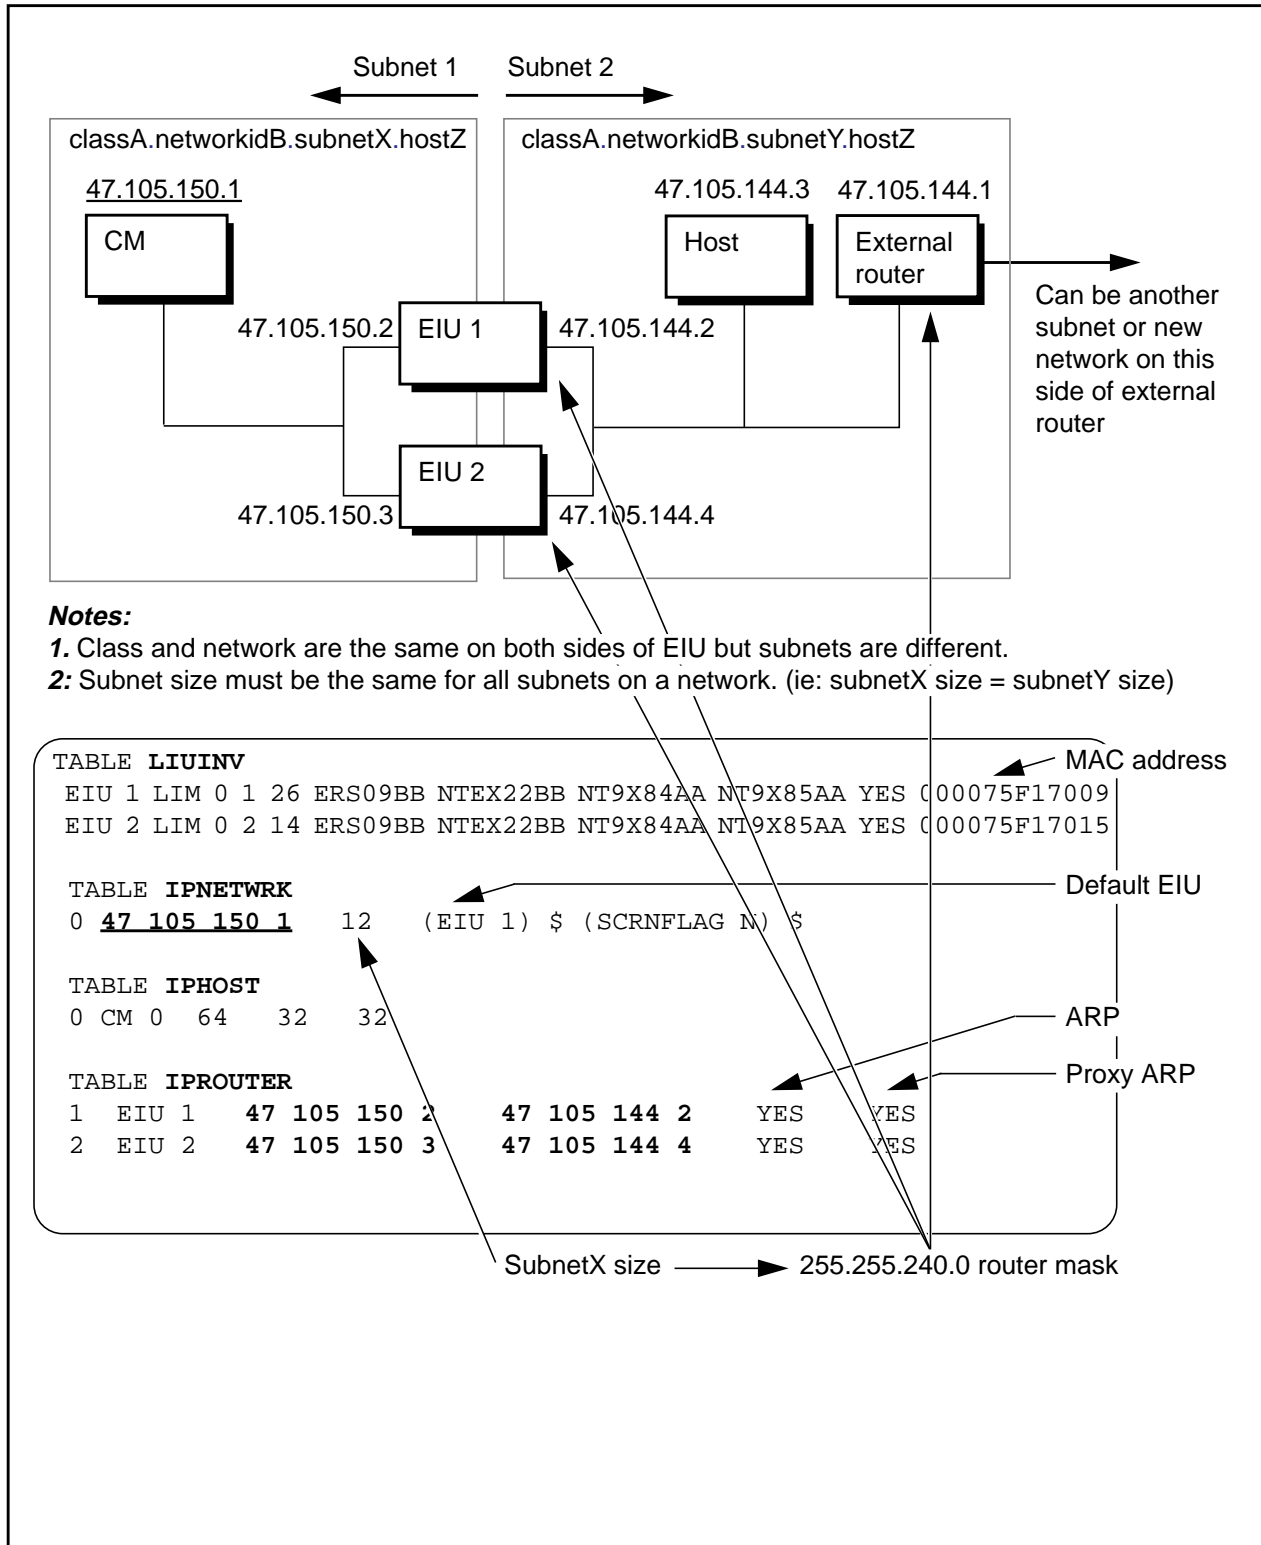 Subnet 1 Subnet 2
classA.networkidB.subnetX.hostZ classA.networkidB.subnetY.hostZ
47.105.150.1 47.105.144.3 47.105.144.1
CM Host External
router
Can be another
subnet or new
network on this
side of external
router
47.105.150.2 EIU 1 47.105.144.2
EIU 2
47.105.150.3 47.105.144.4
Notes:
1. Class and network are the same on both sides of EIU but subnets are different.
2: Subnet size must be the same for all subnets on a network. (ie: subnetX size = subnetY size)
TABLE LIUINV MAC address
EIU 1 LIM 0 1 26 ERS09BB NTEX22BB NT9X84AA NT9X85AA YES 000075F17009
EIU 2 LIM 0 2 14 ERS09BB NTEX22BB NT9X84AA NT9X85AA YES 000075F17015
TABLE IPNETWRK Default EIU
0 47 105 150 1 12 (EIU 1) $ (SCRNFLAG N) $
TABLE IPHOST
0 CM 0 64 32 32
ARP
TABLE IPROUTER Proxy ARP
1 EIU 1 47 105 150 2 47 105 144 2 YES YES
2 EIU 2 47 105 150 3 47 105 144 4 YES YES
SubnetX size 255.255.240.0 router mask